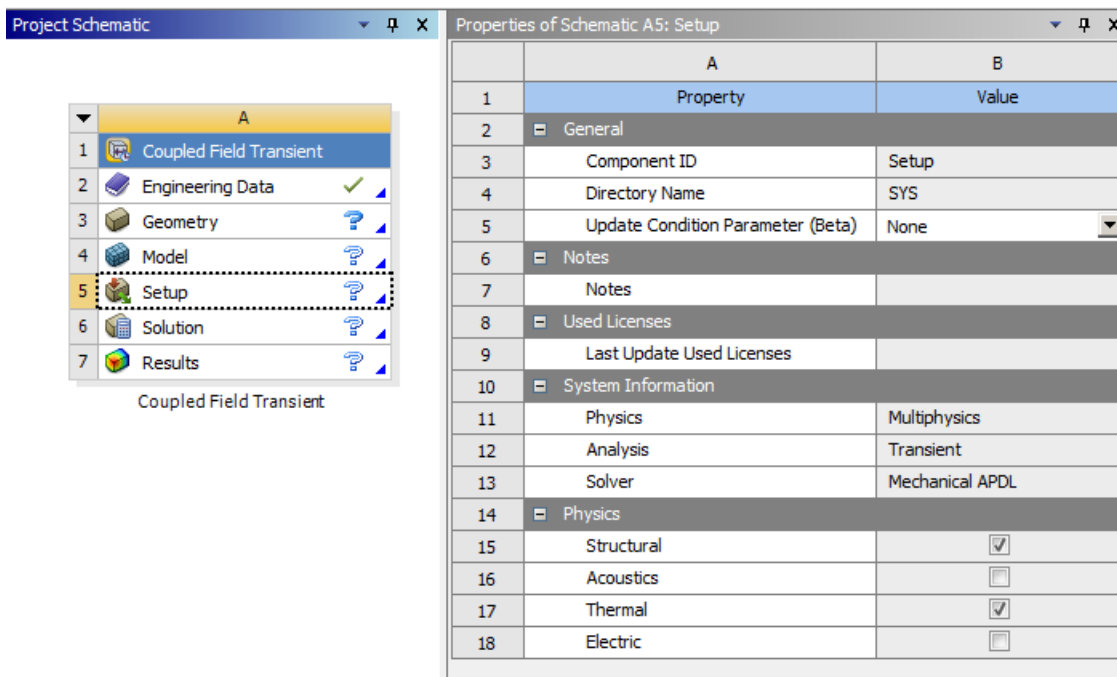 Project Schematic
A
1 Coupled Field Transient
2 Engineering Data
3 Geometry
4 Model
5 Setup
6 Solution
7 Results
Coupled Field Transient
Properties of Schematic A5: Setup
A B
1 Property Value
2 General
3 Component ID Setup
4 Directory Name SYS
5 Update Condition Parameter (Beta) None
6 Notes
7 Notes
8 Used Licenses
9 Last Update Used Licenses
10 System Information
11 Physics Multiphysics
12 Analysis Transient
13 Solver Mechanical APDL
14 Physics
15 Structural
16 Acoustics
17 Thermal
18 Electric